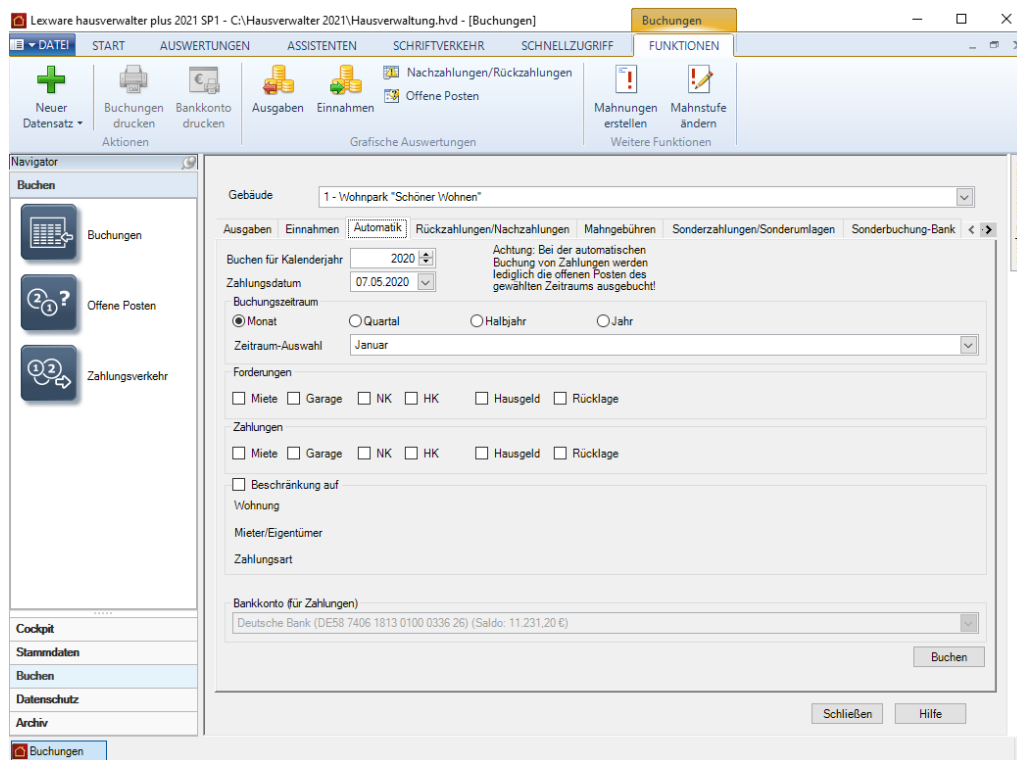 Lexware hausverwalter plus 2021 SP1 - C:\Hausverwalter 2021\Hausverwaltung.hvd - [Buchungen]
Buchungen
DATEI START AUSWERTUNGEN ASSISTENTEN SCHRIFTVERKEHR SCHNELLZUGRIFF FUNKTIONEN
Neuer Datensatz
Buchungen drucken
Bankkonto drucken
Aktionen
Ausgaben
Einnahmen
Nachzahlungen/Rückzahlungen
Offene Posten
Grafische Auswertungen
Mahnungen erstellen
Mahnstufe ändern
Weitere Funktionen
Navigator
Buchen
Buchungen
Offene Posten
Zahlungsverkehr
Cockpit
Stammdaten
Buchen
Datenschutz
Archiv
Gebäude 1 - Wohnpark "Schöner Wohnen"
Ausgaben Einnahmen Automatik Rückzahlungen/Nachzahlungen Mahngebühren Sonderzahlungen/Sonderumlagen Sonderbuchung-Bank
Buchen für Kalenderjahr 2020
Zahlungsdatum 07.05.2020
Achtung: Bei der automatischen
Buchung von Zahlungen werden
lediglich die offenen Posten des
gewählten Zeitraums ausgebucht!
Buchungszeitraum
Monat Quartal Halbjahr Jahr
Zeitraum-Auswahl Januar
Forderungen
Miete Garage NK HK Hausgeld Rücklage
Zahlungen
Miete Garage NK HK Hausgeld Rücklage
Beschränkung auf
Wohnung
Mieter/Eigentümer
Zahlungsart
Bankkonto (für Zahlungen)
Deutsche Bank (DE58 7406 1813 0100 0336 26) (Saldo: 11.231,20 €)
Buchen
Schließen Hilfe
Buchungen